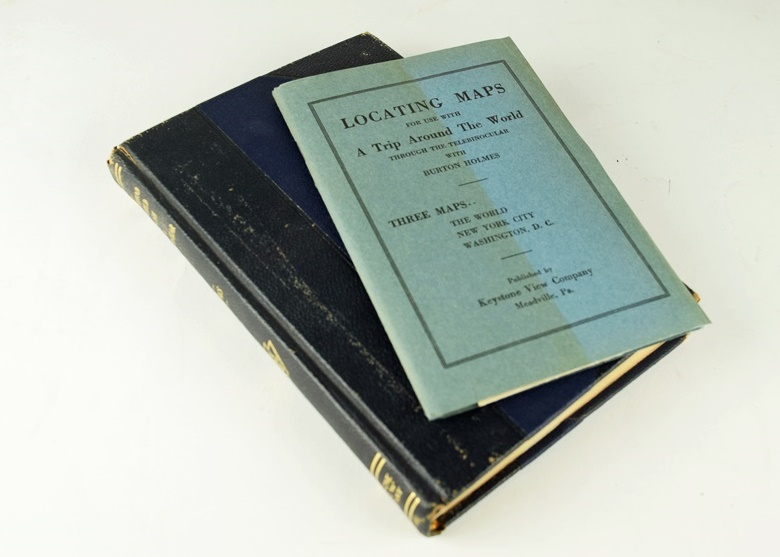 LOCATING MAPS
FOR USE WITH
A Trip Around The World
THROUGH THE TELEBINOCULAR
WITH
BURTON HOLMES
THREE MAPS--
THE WORLD
NEW YORK CITY
WASHINGTON, D. C.
Published by
Keystone View Company
Meadville, Pa.